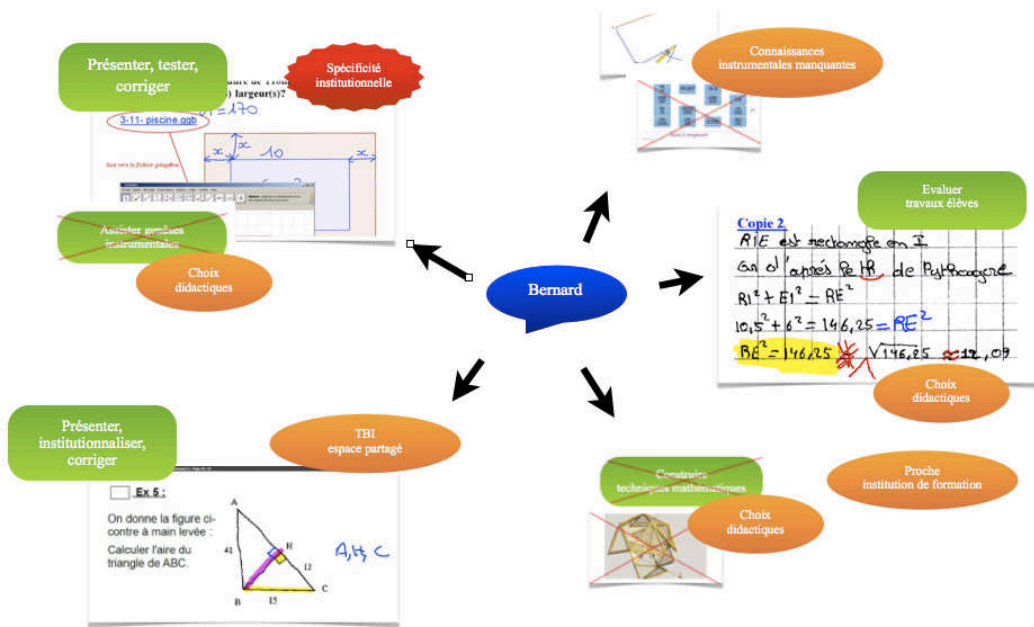 Présenter, tester,
corriger
Spécificité
institutionnelle
largeur(s)?
=170
3-11- piscine.ggb
x
x
10
x
Assister genèses
instrumentales
Choix
didactiques
Connaissances
instrumentales manquantes
Evaluer
travaux élèves
Copie 2
RIE est rectangle en I
d'après le th de Pythagore
RI² + EI² = RE²
10,5² + 6² = 146,25 = RE²
RE² = 146,25 √146,25 ≈ 12,09
Choix
didactiques
Bernard
Présenter,
institutionnaliser,
corriger
TBI
espace partagé
Ex 5 :
On donne la figure ci-
contre à main levée :
Calculer l'aire du
triangle de ABC.
A
42
H
12
B
15
C
A, H, C
Construire
techniques mathématiques
Choix
didactiques
Proche
institution de formation